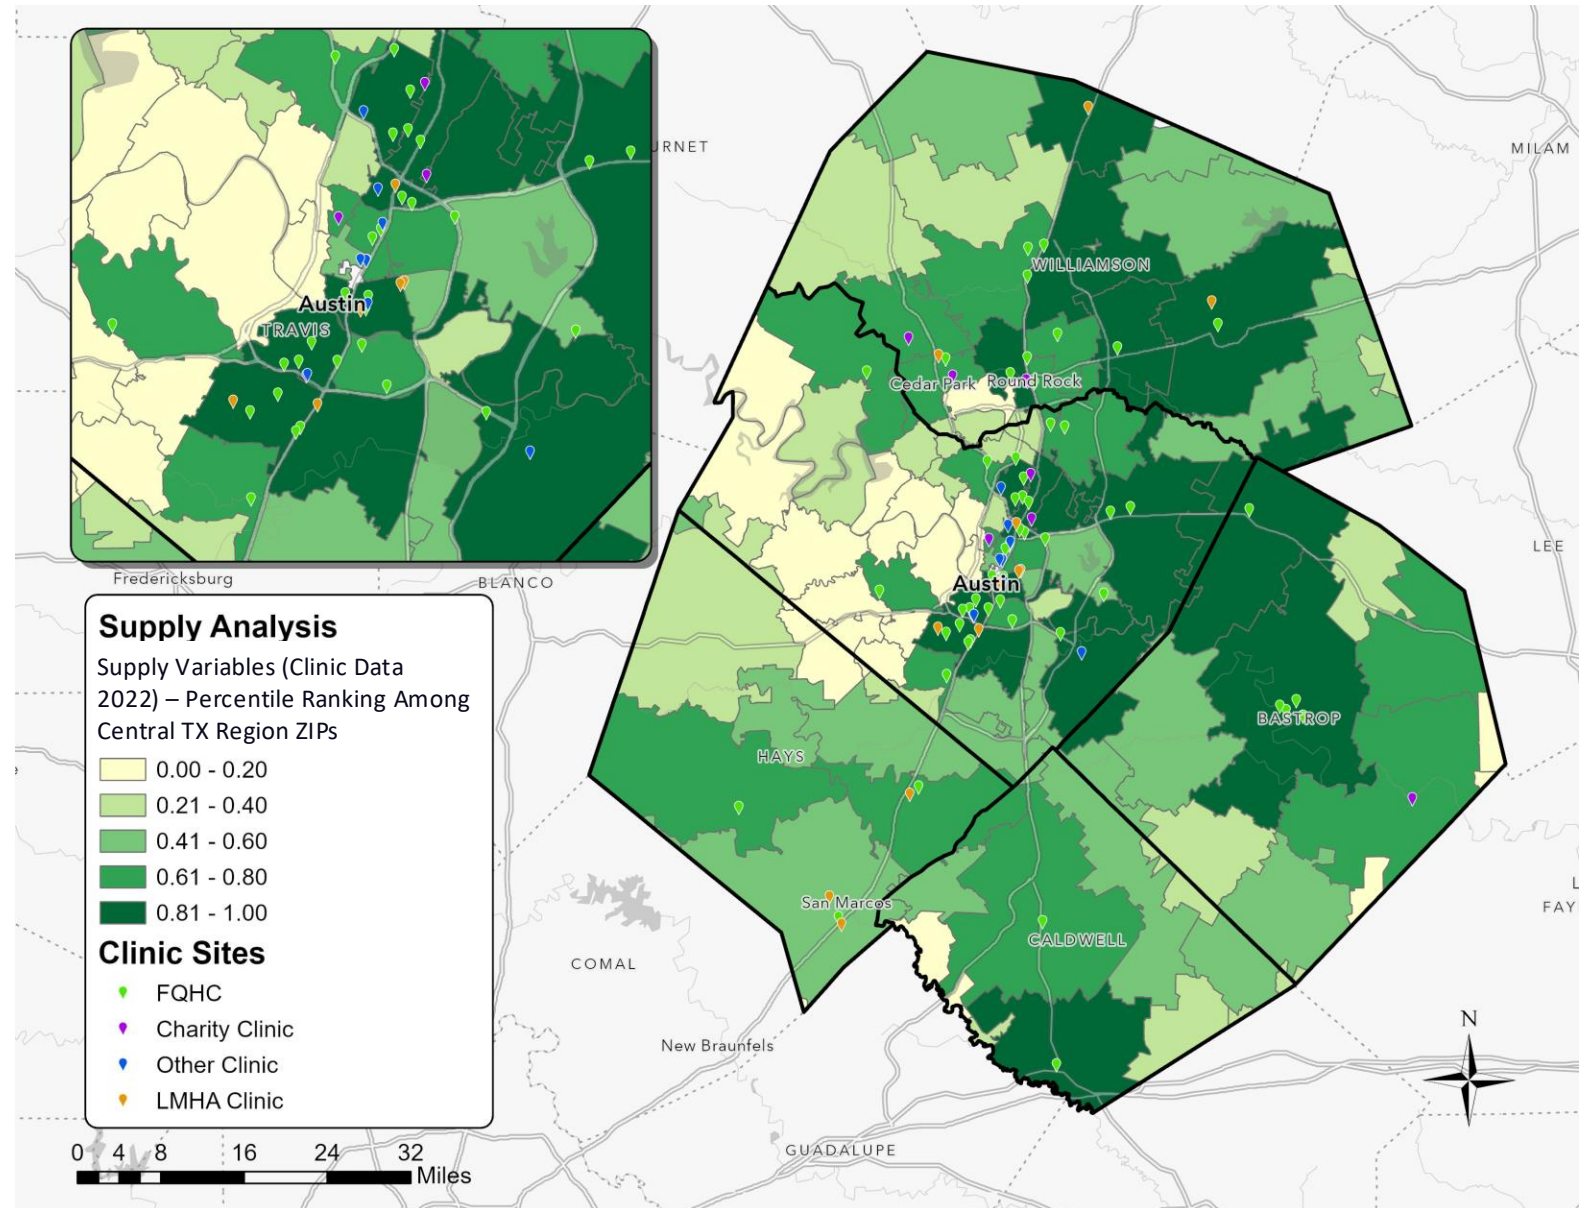 URNET
MILAM
WILLIAMSON
Austin
TRAVIS
Cedar Park
Round Rock
LEE
Fredericksburg
BLANCO
Austin
Supply Analysis
Supply Variables (Clinic Data
2022) – Percentile Ranking Among
Central TX Region ZIPs
0.00 - 0.20
0.21 - 0.40
0.41 - 0.60
0.61 - 0.80
0.81 - 1.00
Clinic Sites
FQHC
Charity Clinic
Other Clinic
LMHA Clinic
BASTROP
HAYS
San Marcos
L
FAY
CALDWELL
COMAL
New Braunfels
N
GUADALUPE
0 4 8 16 24 32
Miles